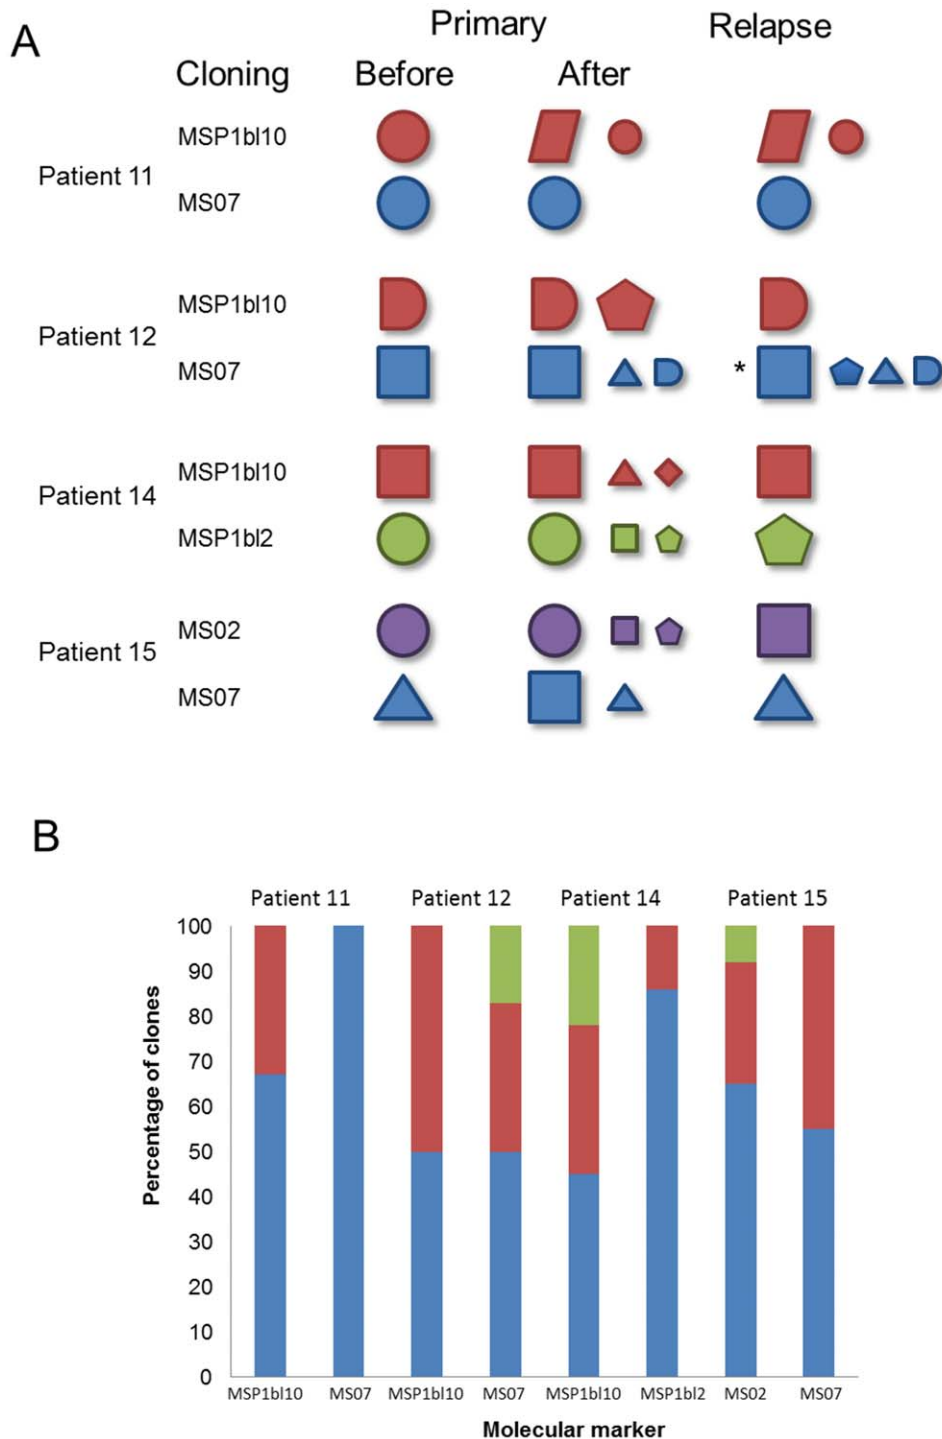 A
Primary Relapse
Cloning Before After
Patient 11
MSP1bl10
MS07
Patient 12
MSP1bl10
MS07
*
Patient 14
MSP1bl10
MSP1bl2
Patient 15
MS02
MS07
B
Patient 11 Patient 12 Patient 14 Patient 15
100
90
80
70
60
50
40
30
20
10
0
Percentage of clones
MSP1bl10 MS07 MSP1bl10 MS07 MSP1bl10 MSP1bl2 MS02 MS07
Molecular marker